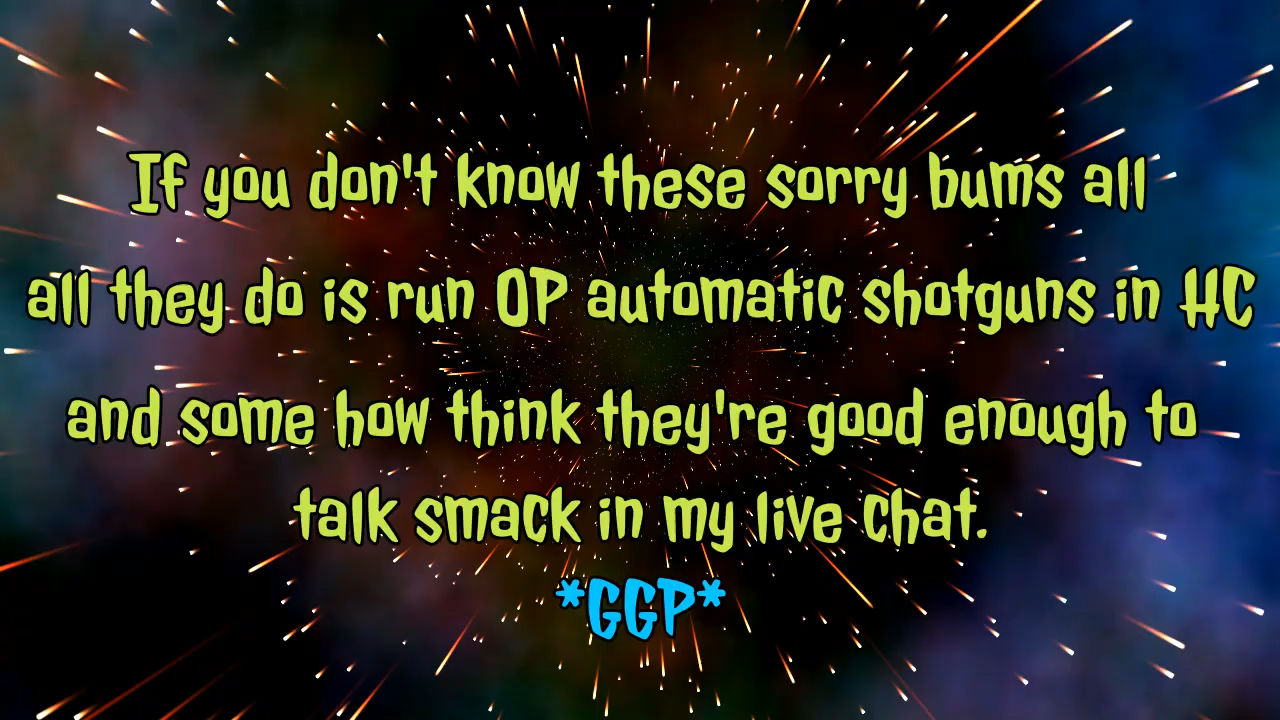 If you don't know these sorry bums all
all they do is run OP automatic shotguns in HC
and some how think they're good enough to
talk smack in my live chat.
*GGP*